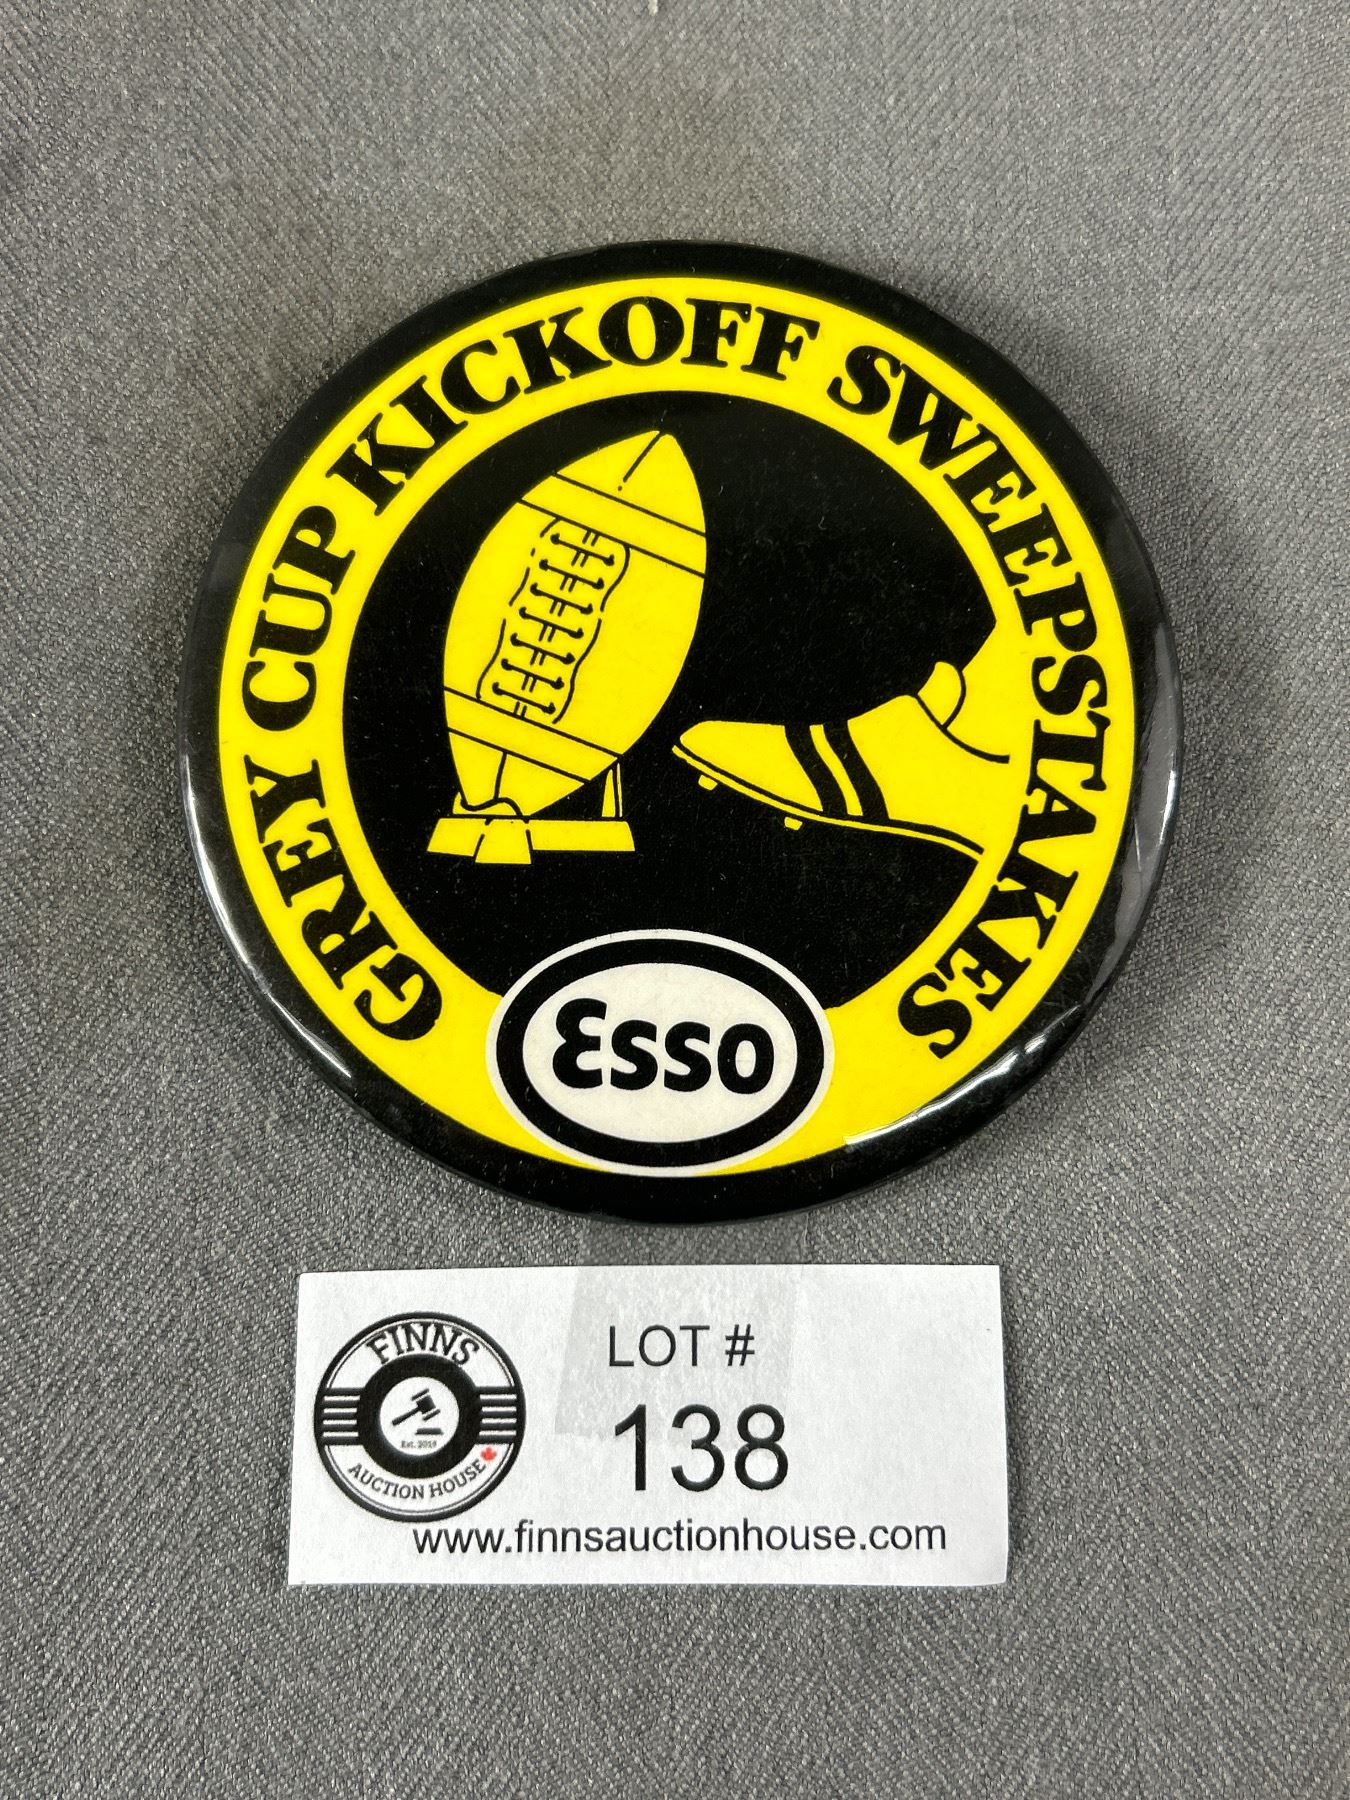 GREY CUP KICKOFF SWEEPSTAKES
Esso
FINNS
Est. 2019
AUCTION HOUSE
LOT #
138
www.finnsauctionhouse.com